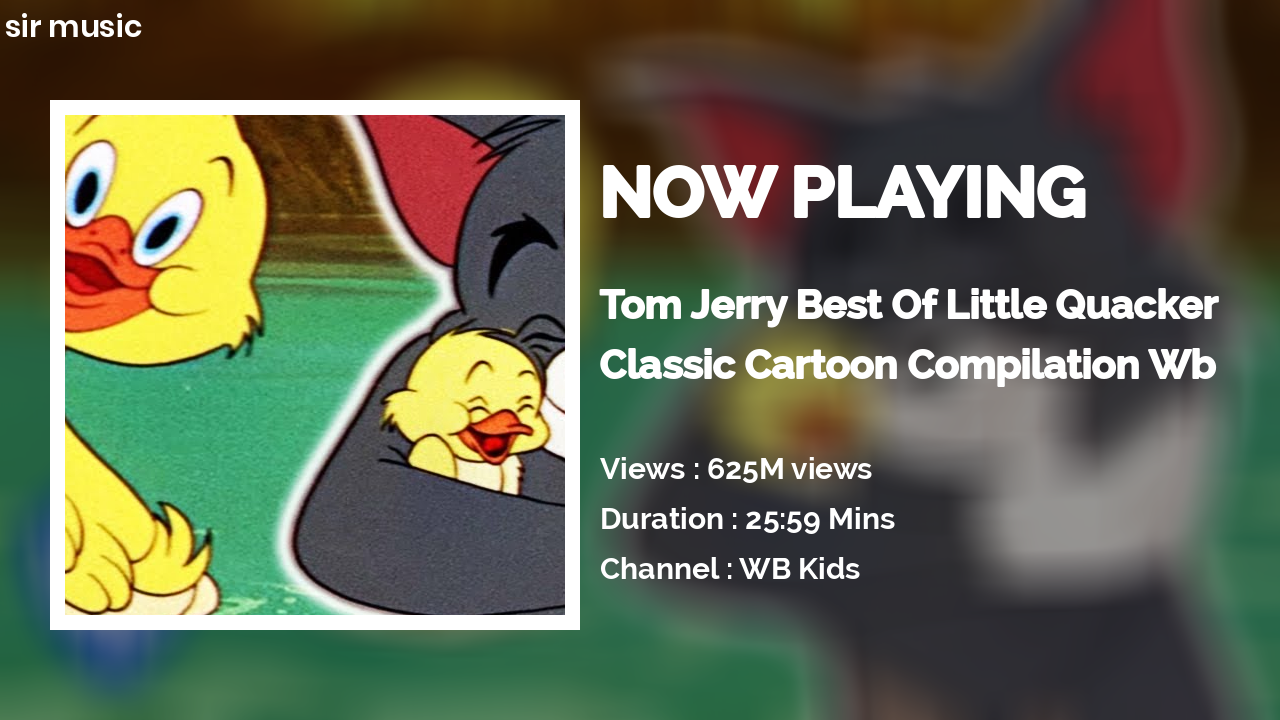 sir music
NOW PLAYING
Tom Jerry Best Of Little Quacker
Classic Cartoon Compilation Wb
Views : 625M views
Duration : 25:59 Mins
Channel : WB Kids